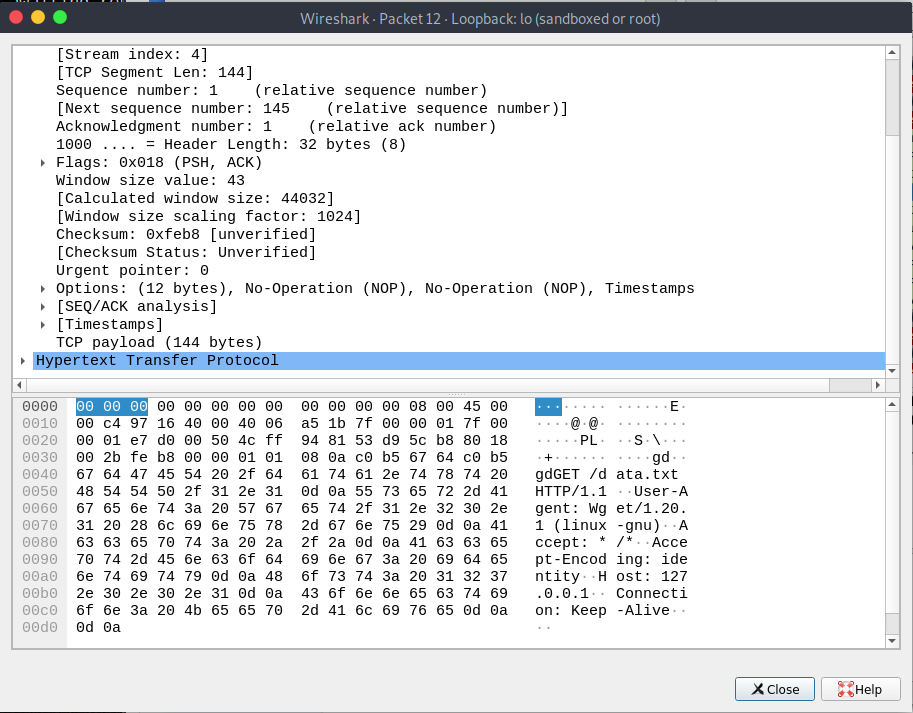 Wireshark · Packet 12 · Loopback: lo (sandboxed or root)
[Stream index: 4]
[TCP Segment Len: 144]
Sequence number: 1    (relative sequence number)
[Next sequence number: 145    (relative sequence number)]
Acknowledgment number: 1    (relative ack number)
1000 .... = Header Length: 32 bytes (8)
Flags: 0x018 (PSH, ACK)
Window size value: 43
[Calculated window size: 44032]
[Window size scaling factor: 1024]
Checksum: 0xfeb8 [unverified]
[Checksum Status: Unverified]
Urgent pointer: 0
Options: (12 bytes), No-Operation (NOP), No-Operation (NOP), Timestamps
[SEQ/ACK analysis]
[Timestamps]
TCP payload (144 bytes)
Hypertext Transfer Protocol
0000  00 00 00 00 00 00 00 00  00 00 00 00 08 00 45 00   ········ ······E·
0010  00 c4 97 16 40 00 40 06  a5 1b 7f 00 00 01 7f 00   ····@·@· ········
0020  00 01 e7 d0 00 50 4c ff  94 81 53 d9 5c b8 80 18   ·····PL· ··S·\···
0030  00 2b fe b8 00 00 01 01  08 0a c0 b5 67 64 c0 b5   ·+······ ····gd··
0040  67 64 47 45 54 20 2f 64  61 74 61 2e 74 78 74 20   gdGET /d ata.txt
0050  48 54 54 50 2f 31 2e 31  0d 0a 55 73 65 72 2d 41   HTTP/1.1 ··User-A
0060  67 65 6e 74 3a 20 57 67  65 74 2f 31 2e 32 30 2e   gent: Wg et/1.20.
0070  31 20 28 6c 69 6e 75 78  2d 67 6e 75 29 0d 0a 41   1 (linux -gnu)··A
0080  63 63 65 70 74 3a 20 2a  2f 2a 0d 0a 41 63 63 65   ccept: * /*··Acce
0090  70 74 2d 45 6e 63 6f 64  69 6e 67 3a 20 69 64 65   pt-Encod ing: ide
00a0  6e 74 69 74 79 0d 0a 48  6f 73 74 3a 20 31 32 37   ntity··H ost: 127
00b0  2e 30 2e 30 2e 31 0d 0a  43 6f 6e 6e 65 63 74 69   .0.0.1·· Connecti
00c0  6f 6e 3a 20 4b 65 65 70  2d 41 6c 69 76 65 0d 0a   on: Keep -Alive··
00d0  0d 0a   ··
Close Help